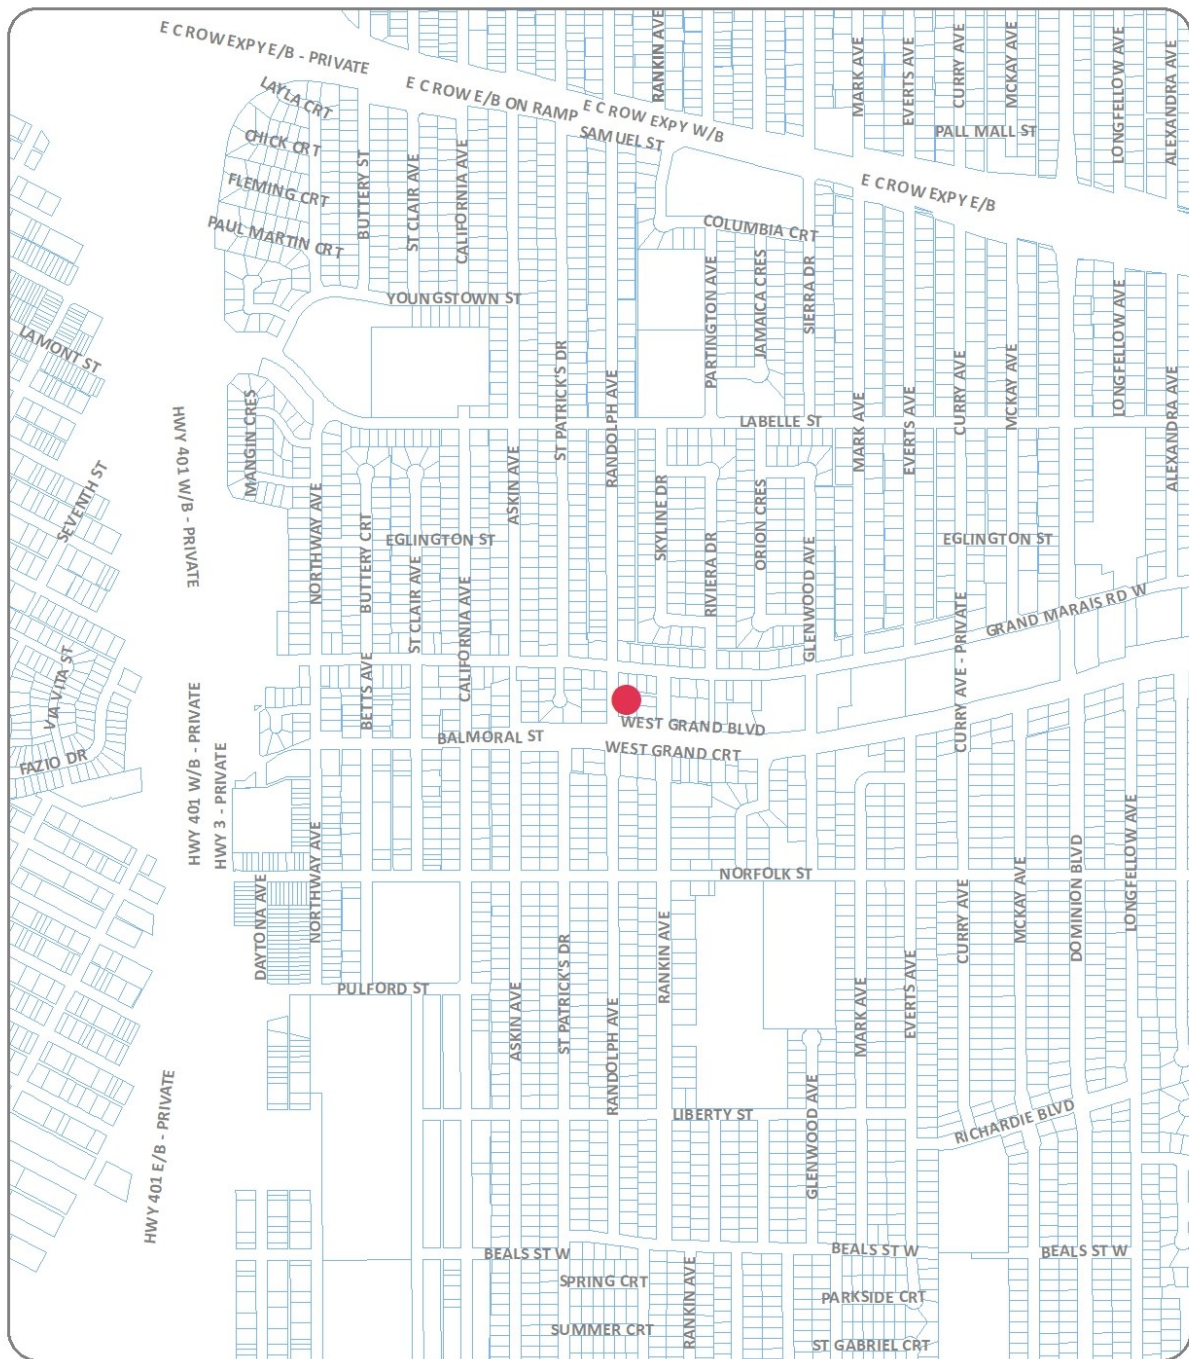 E C ROW EXPY E/B - PRIVATE
RANKIN AVE
MARK AVE
EVERTS AVE
CURRY AVE
MCKAY AVE
LONGFELLOW AVE
ALEXANDRA AVE
LAYLA CRT
E C ROW E/B ON RAMP
E C ROW EXPY W/B
SAMUEL ST
PALL MALL ST
CHICK CRT
FLEMING CRT
PAUL MARTIN CRT
BUTTERY ST
ST CLAIR AVE
CALIFORNIA AVE
E C ROW EXPY E/B
COLUMBIA CRT
YOUNGSTOWN ST
PARTINGTON AVE
JAMAICA CRES
SIERRA DR
LAMONT ST
ST PATRICK'S DR
RANDOLPH AVE
CURRY AVE
MCKAY AVE
LONGFELLOW AVE
ALEXANDRA AVE
MANGIN CRES
LABELLE ST
MARK AVE
EVERTS AVE
HWY 401 W/B - PRIVATE
SEVENTH ST
ASKIN AVE
SKYLINE DR
ORION CRES
NORTHWAY AVE
BUTTERY CRT
EGLINGTON ST
EGLINGTON ST
ST CLAIR AVE
CALIFORNIA AVE
RIVIERA DR
GLENWOOD AVE
GRAND MARAIS RD W
CURRY AVE - PRIVATE
VIA VITA ST
BETTS AVE
FAZIO DR
HWY 401 W/B - PRIVATE
HWY 3 - PRIVATE
BALMORAL ST
WEST GRAND BLVD
WEST GRAND CRT
NORTHWAY AVE
NORFOLK ST
DAYTONA AVE
RANKIN AVE
CURRY AVE
MCKAY AVE
DOMINION BLVD
LONGFELLOW AVE
PULFORD ST
ASKIN AVE
ST PATRICK'S DR
RANDOLPH AVE
MARK AVE
EVERTS AVE
HWY 401 E/B - PRIVATE
LIBERTY ST
GLENWOOD AVE
RICHARDIE BLVD
BEALS ST W
BEALS ST W
BEALS ST W
SPRING CRT
RANKIN AVE
PARKSIDE CRT
SUMMER CRT
ST GABRIEL CRT